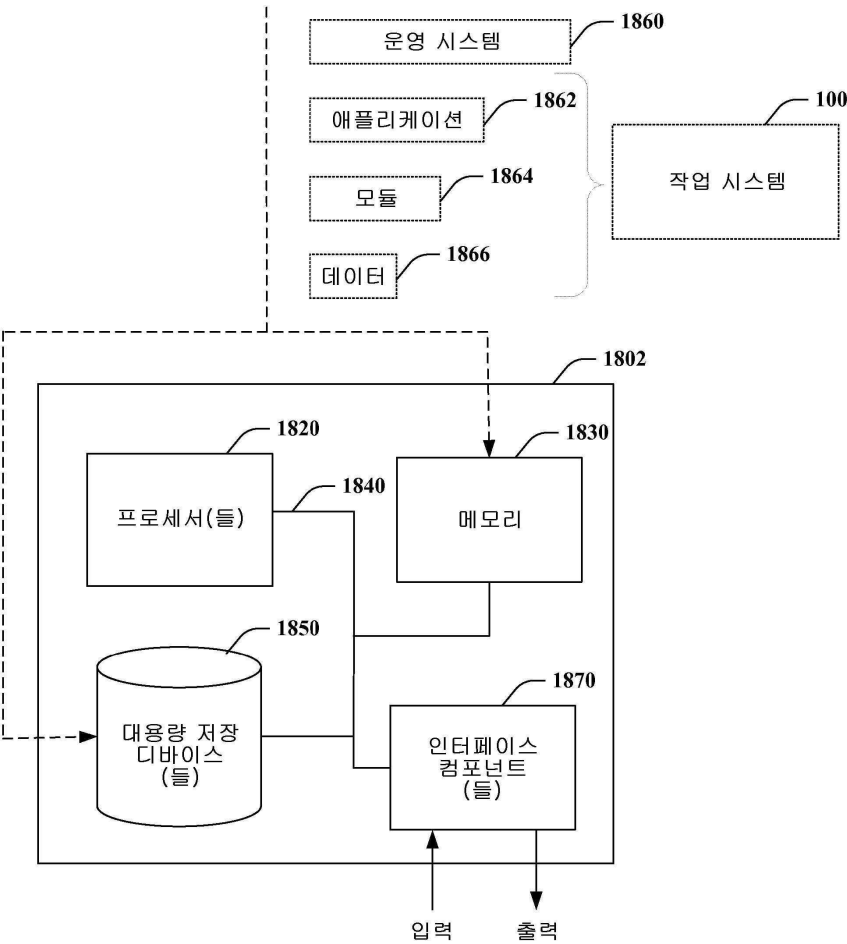 1860
운영 시스템
1862
애플리케이션
100
작업 시스템
1864
모듈
1866
데이터
1802
1820
프로세서(들)
1840
1830
메모리
1850
대용량 저장
디바이스
(들)
1870
인터페이스
컴포넌트
(들)
입력
출력